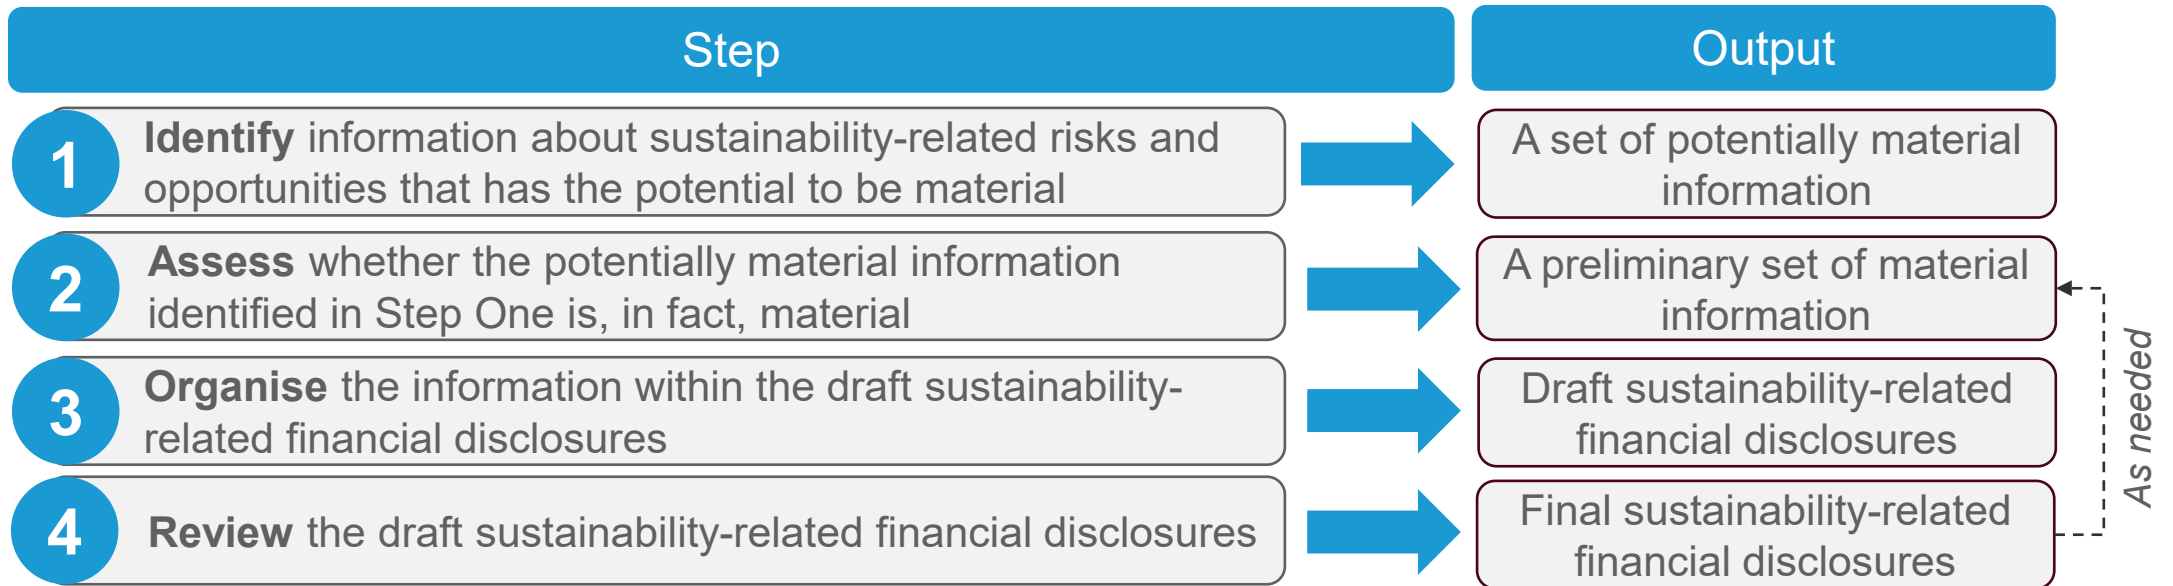 Step
Output
1
Identify information about sustainability-related risks and
opportunities that has the potential to be material
A set of potentially material
information
2
Assess whether the potentially material information
identified in Step One is, in fact, material
A preliminary set of material
information
3
Organise the information within the draft sustainability-
related financial disclosures
Draft sustainability-related
financial disclosures
4
Review the draft sustainability-related financial disclosures
Final sustainability-related
financial disclosures
As needed